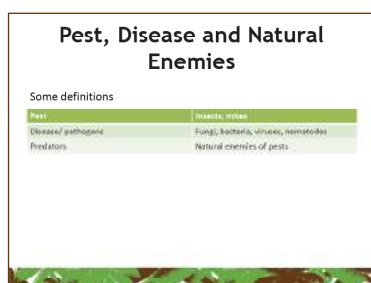 Pest, Disease and Natural
Enemies
Some definitions
Pest Insects, mites
Disease/ pathogens Fungi, bacteria, viruses, nematodes
Predators Natural enemies of pests